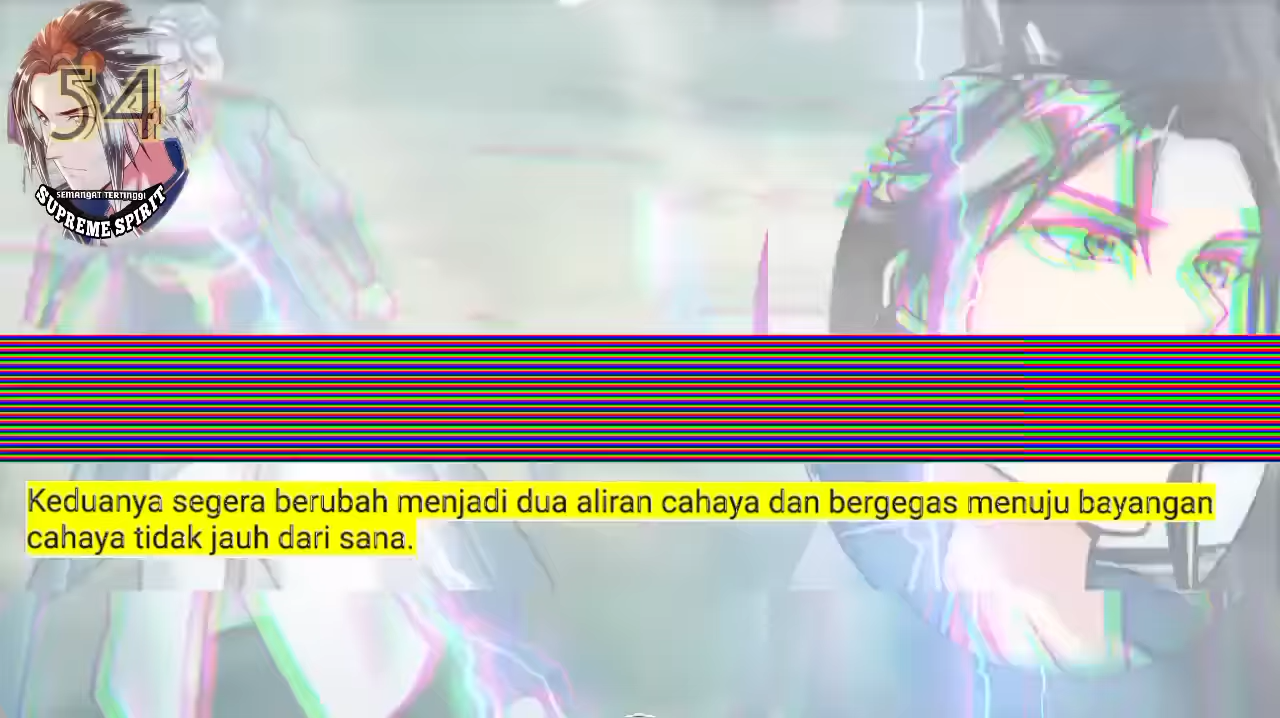 54
SEMANGAT TERTINGGI
SUPREME SPIRIT
Keduanya segera berubah menjadi dua aliran cahaya dan bergegas menuju bayangan
cahaya tidak jauh dari sana.